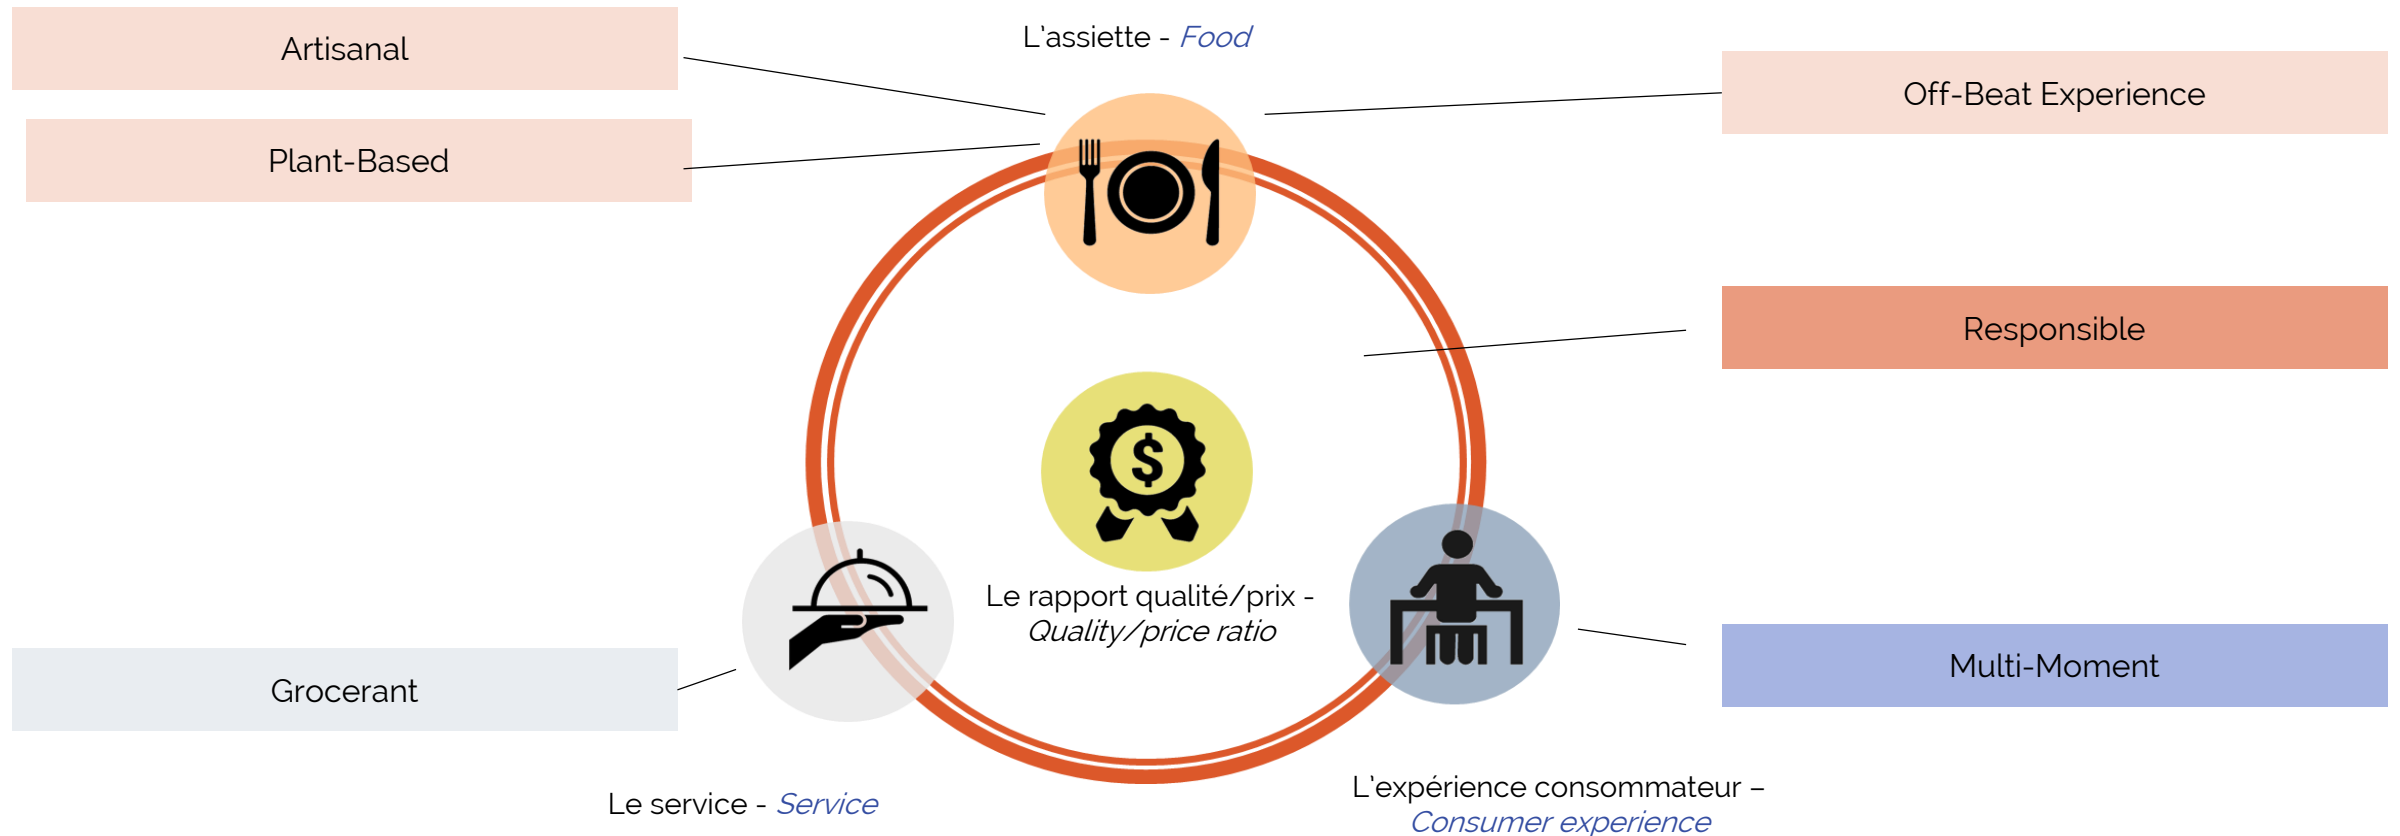 L'assiette - Food
Artisanal
Off-Beat Experience
Plant-Based
Responsible
$
Le rapport qualité/prix -
Quality/price ratio
Grocerant
Multi-Moment
Le service - Service
L'expérience consommateur –
Consumer experience